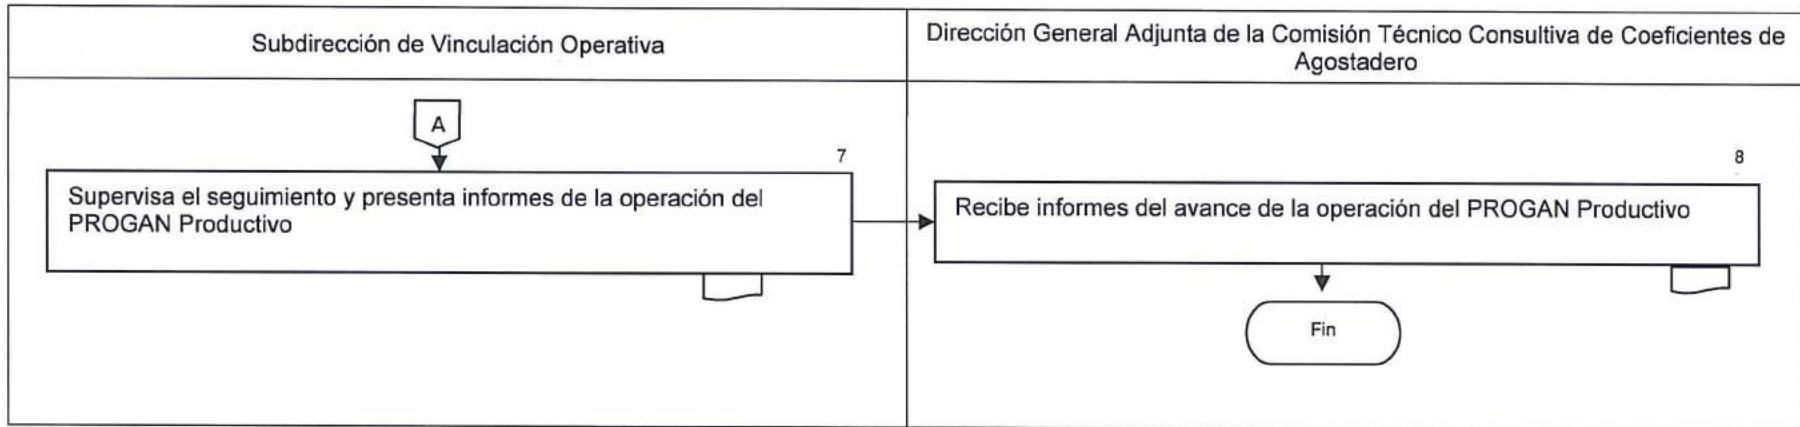 Subdirección de Vinculación Operativa
Dirección General Adjunta de la Comisión Técnico Consultiva de Coeficientes de
Agostadero
A
7
Supervisa el seguimiento y presenta informes de la operación del
PROGAN Productivo
8
Recibe informes del avance de la operación del PROGAN Productivo
Fin